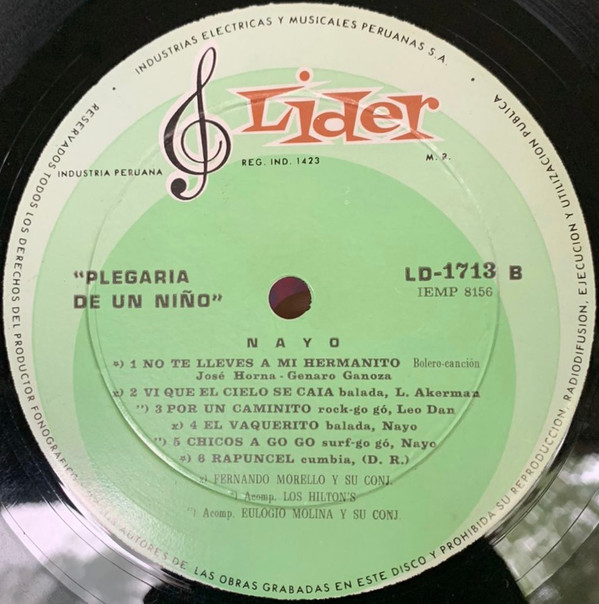 INDUSTRIAS ELECTRICAS Y MUSICALES PERUANAS S.A.
Lider
INDUSTRIA PERUANA
REG. IND. 1423
M. P.
"PLEGARIA
DE UN NIÑO"
LD-1713 B
IEMP 8156
NAYO
*) 1 NO TE LLEVES A MI HERMANITO Bolero-canción
José Horna - Genaro Ganoza
x) 2 VI QUE EL CIELO SE CAIA balada, L. Akerman
") 3 POR UN CAMINITO rock-go gó, Leo Dan
x) 4 EL VAQUERITO balada, Nayo
") 5 CHICOS A GO GO surf-go gó, Nayo
*) 6 RAPUNCEL cumbia, (D. R.)
x) FERNANDO MORELLO Y SU CONJ.
*) Acomp. LOS HILTON'S
") Acomp. EULOGIO MOLINA Y SU CONJ.
RESERVADOS TODOS LOS DERECHOS DEL PRODUCTOR FONOGRAFICO
AUTORES DE LAS OBRAS GRABADAS EN ESTE DISCO Y PROHIBIDA SU REPRODUCCION, RADIODIFUSION, EJECUCION Y UTILIZACION PUBLICA